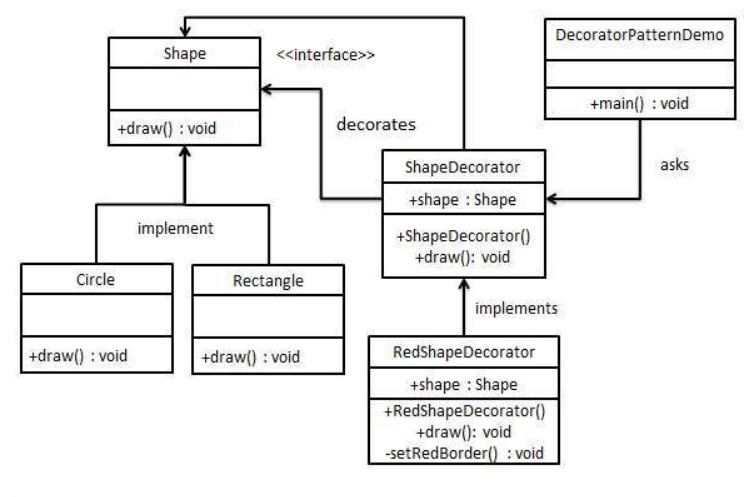 Shape
<<interface>>
+draw() : void
DecoratorPatternDemo
+main() : void
decorates
asks
ShapeDecorator
+shape : Shape
+ShapeDecorator()
+draw(): void
implement
Circle
+draw() : void
Rectangle
+draw() : void
implements
RedShapeDecorator
+shape : Shape
+RedShapeDecorator()
+draw(): void
-setRedBorder() : void